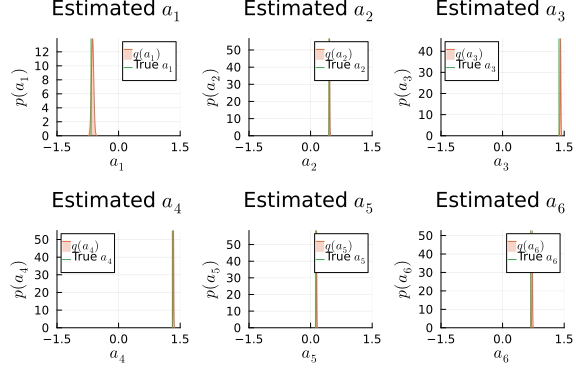 Estimated a₁
Estimated a₂
Estimated a₃
p(a₁)
12
10
8
6
4
2
0
q(a₁)
True a₁
−1.5 0.0 1.5
a₁
p(a₂)
50
40
30
20
10
0
q(a₂)
True a₂
−1.5 0.0 1.5
a₂
p(a₃)
40
30
20
10
0
q(a₃)
True a₃
−1.5 0.0 1.5
a₃
Estimated a₄
Estimated a₅
Estimated a₆
p(a₄)
50
40
30
20
10
0
q(a₄)
True a₄
−1.5 0.0 1.5
a₄
p(a₅)
50
40
30
20
10
0
q(a₅)
True a₅
−1.5 0.0 1.5
a₅
p(a₆)
50
40
30
20
10
0
q(a₆)
True a₆
−1.5 0.0 1.5
a₆